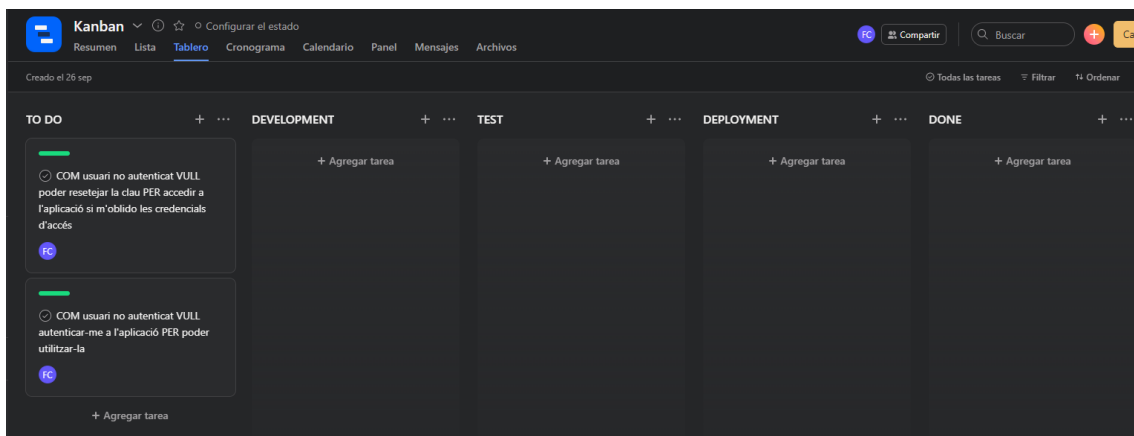 Kanban
Configurar el estado
Resumen Lista Tablero Cronograma Calendario Panel Mensajes Archivos
FC Compartir Buscar Ca
Creado el 26 sep
Todas las tareas Filtrar Ordenar
TO DO
DEVELOPMENT
TEST
DEPLOYMENT
DONE
COM usuari no autenticat VULL
poder resetejar la clau PER accedir a
l'aplicació si m'oblido les credencials
d'accés
FC
COM usuari no autenticat VULL
autenticar-me a l'aplicació PER poder
utilitzar-la
FC
+ Agregar tarea
+ Agregar tarea
+ Agregar tarea
+ Agregar tarea
+ Agregar tarea